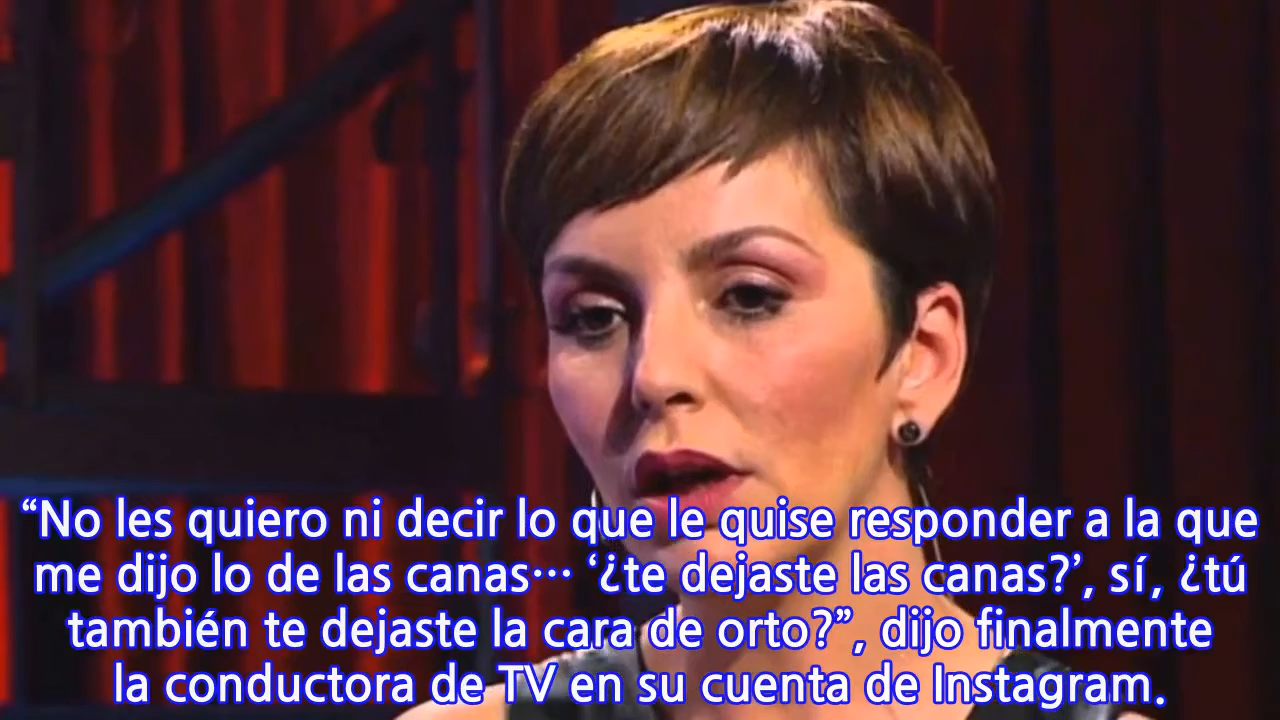 “No les quiero ni decir lo que le quise responder a la que
me dijo lo de las canas… ‘¿te dejaste las canas?’, sí, ¿tú
también te dejaste la cara de orto?”, dijo finalmente
la conductora de TV en su cuenta de Instagram.